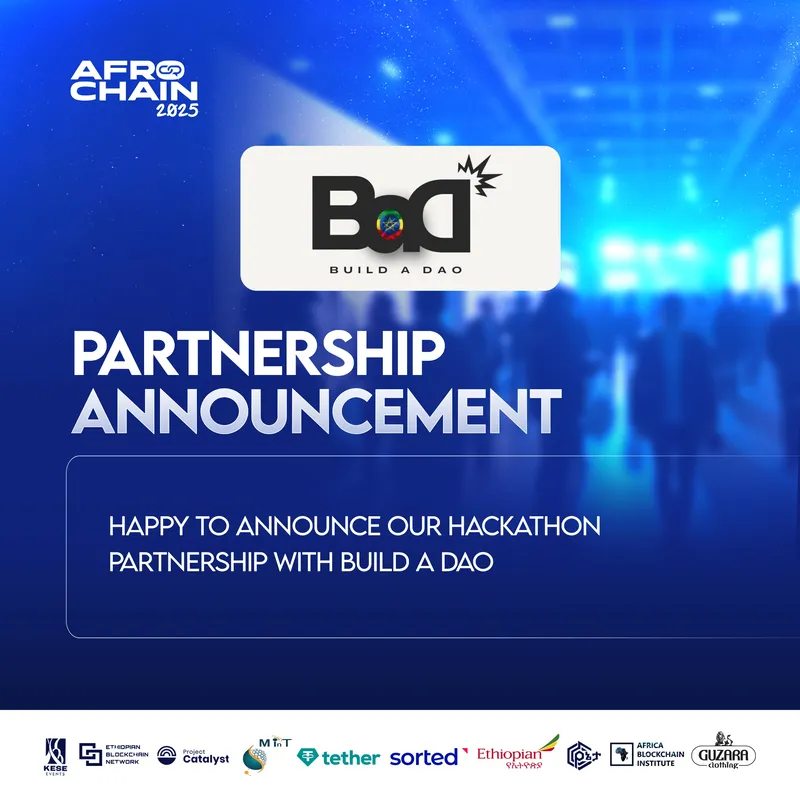 AFRO
CHAIN
2025
BaD
BUILD A DAO
PARTNERSHIP
ANNOUNCEMENT
HAPPY TO ANNOUNCE OUR HACKATHON
PARTNERSHIP WITH BUILD A DAO
KESE
EVENTS
ETHIOPIAN
BLOCKCHAIN
NETWORK
Project
Catalyst
MInT
tether
sorted
Ethiopian
የኢትዮጵያ
AFRICA
BLOCKCHAIN
INSTITUTE
GUZARA
clothing